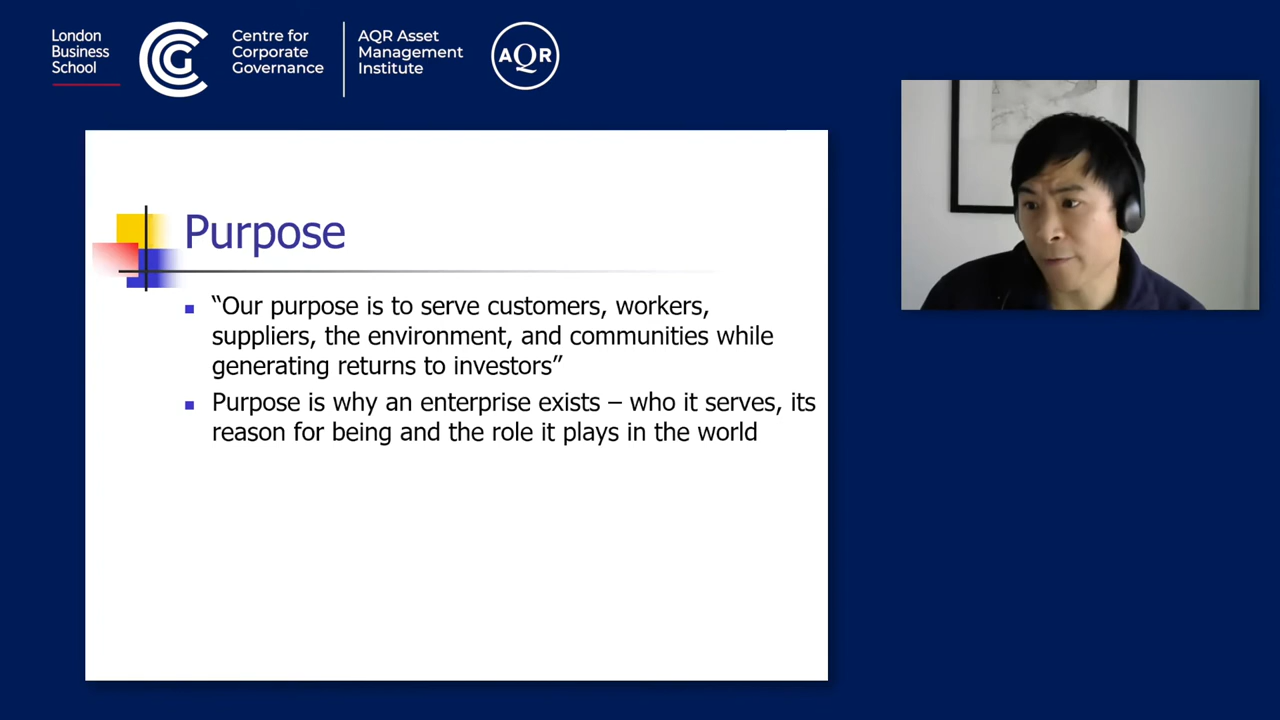 London
Business
School
Centre for
Corporate
Governance
AQR Asset
Management
Institute
AQR
Purpose
“Our purpose is to serve customers, workers,
suppliers, the environment, and communities while
generating returns to investors”
Purpose is why an enterprise exists – who it serves, its
reason for being and the role it plays in the world